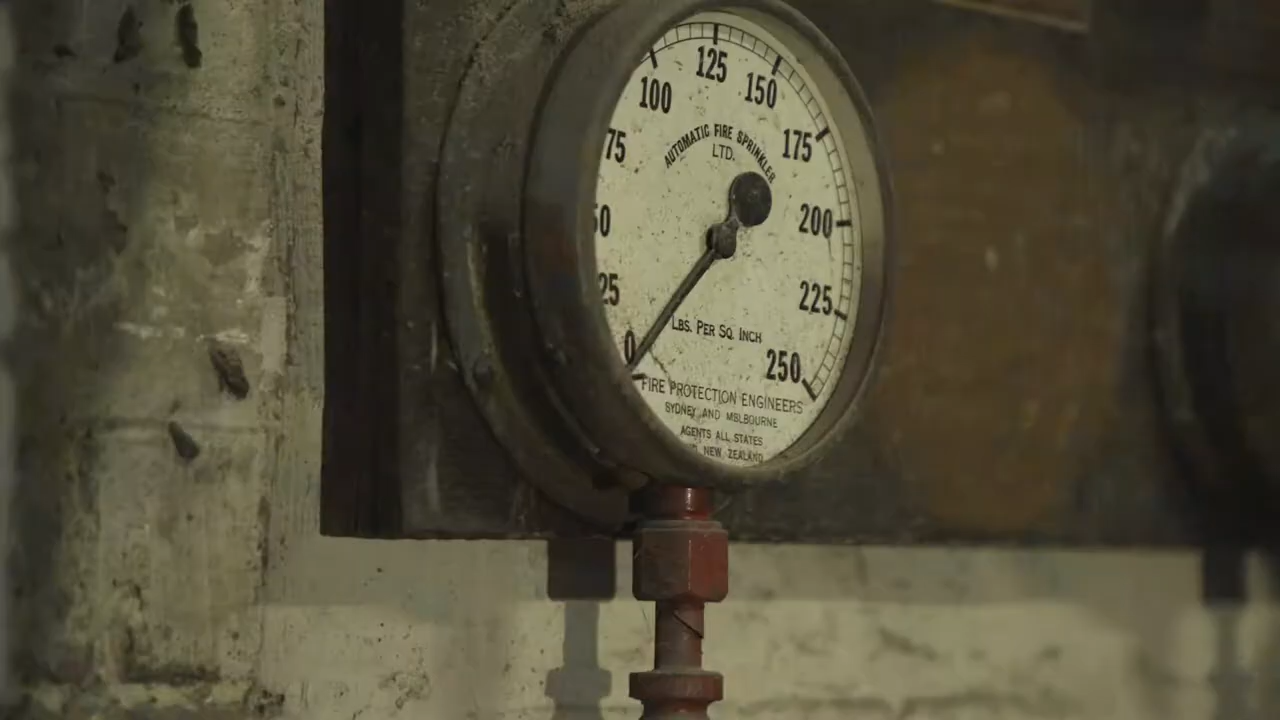 125
100
150
75
175
AUTOMATIC FIRE SPRINKLER
LTD.
50
200
25
225
LBS. PER SQ. INCH
0
250
FIRE PROTECTION ENGINEERS
SYDNEY AND MELBOURNE
AGENTS ALL STATES
NEW ZEALAND